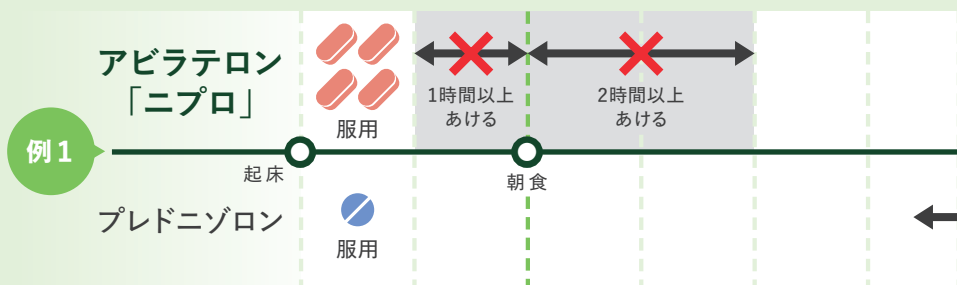 アビラテロン
「ニプロ」
服用
1時間以上
あける
2時間以上
あける
例1
起床
朝食
プレドニゾロン
服用